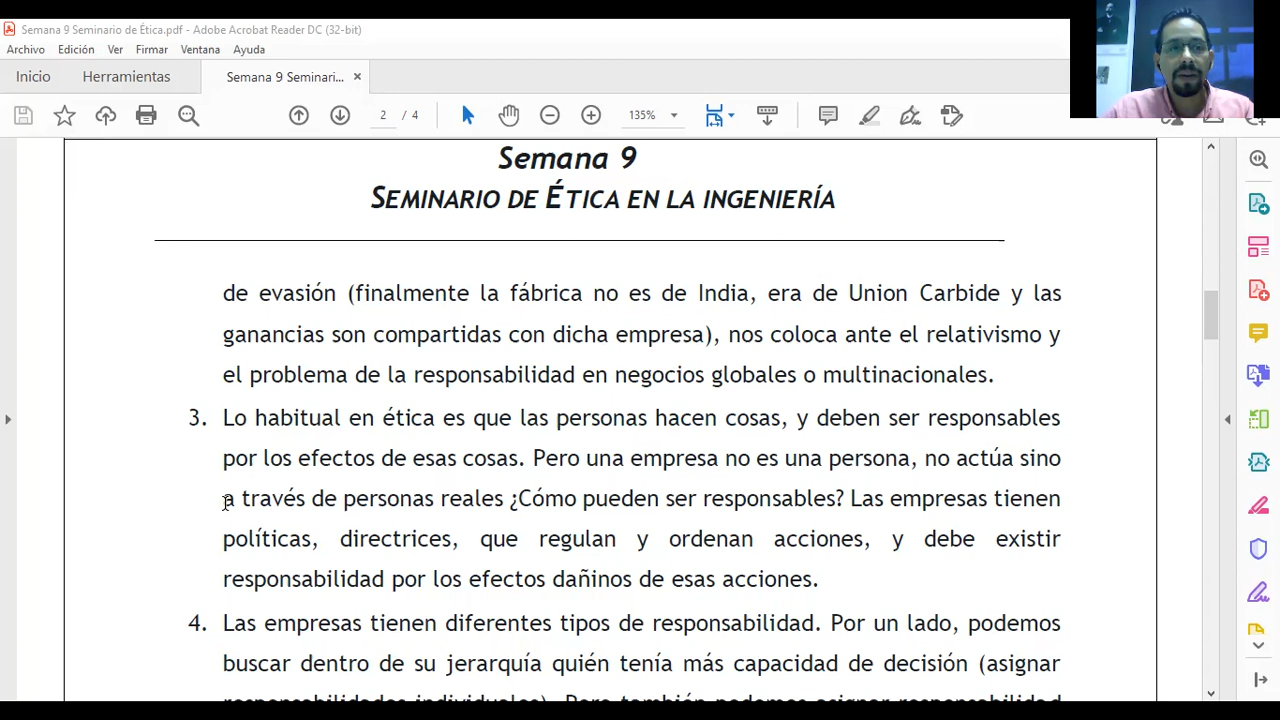 Semana 9 Seminario de Ética.pdf - Adobe Acrobat Reader DC (32-bit)
Archivo Edición Ver Firmar Ventana Ayuda
Inicio Herramientas Semana 9 Seminari... ×
2 / 4 135%
Semana 9
SEMINARIO DE ÉTICA EN LA INGENIERÍA
de evasión (finalmente la fábrica no es de India, era de Union Carbide y las
ganancias son compartidas con dicha empresa), nos coloca ante el relativismo y
el problema de la responsabilidad en negocios globales o multinacionales.
3. Lo habitual en ética es que las personas hacen cosas, y deben ser responsables
por los efectos de esas cosas. Pero una empresa no es una persona, no actúa sino
a través de personas reales ¿Cómo pueden ser responsables? Las empresas tienen
políticas, directrices, que regulan y ordenan acciones, y debe existir
responsabilidad por los efectos dañinos de esas acciones.
4. Las empresas tienen diferentes tipos de responsabilidad. Por un lado, podemos
buscar dentro de su jerarquía quién tenía más capacidad de decisión (asignar
responsabilidades individuales). Pero también podemos asignar responsabilidad